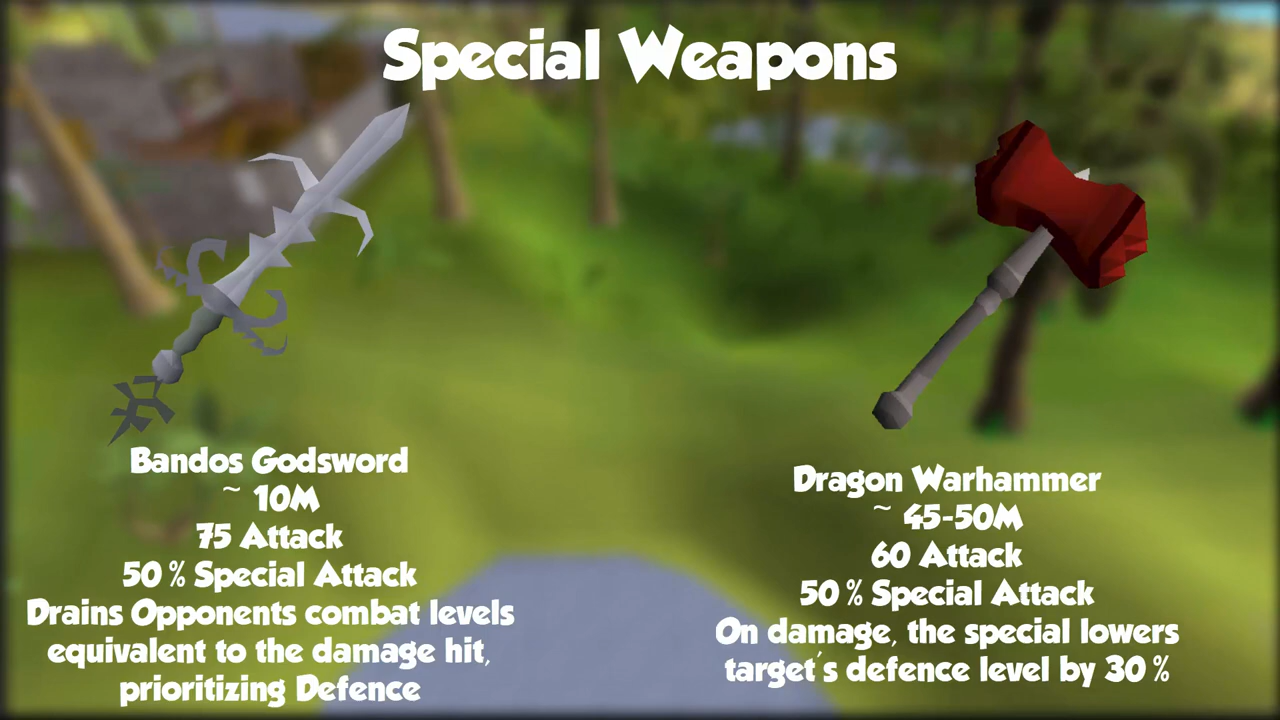 Special Weapons
Bandos Godsword
~ 10M
75 Attack
50% Special Attack
Drains Opponents combat levels
equivalent to the damage hit,
prioritizing Defence
Dragon Warhammer
~ 45-50M
60 Attack
50% Special Attack
On damage, the special lowers
target's defence level by 30%